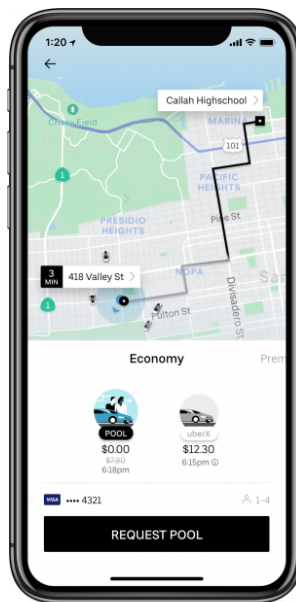 1:20
Crissy Field
Callah Highschool
MARINA
101
1
PACIFIC
HEIGHTS
PRESIDIO
HEIGHTS
Pine St
3
MIN
418 Valley St
NOPA
San
Divisadero St
1
Fulton St
Economy
Prem
POOL
uberX
$0.00
$12.30
$7.80
6:15pm
6:18pm
VISA
•••• 4321
1-4
REQUEST POOL